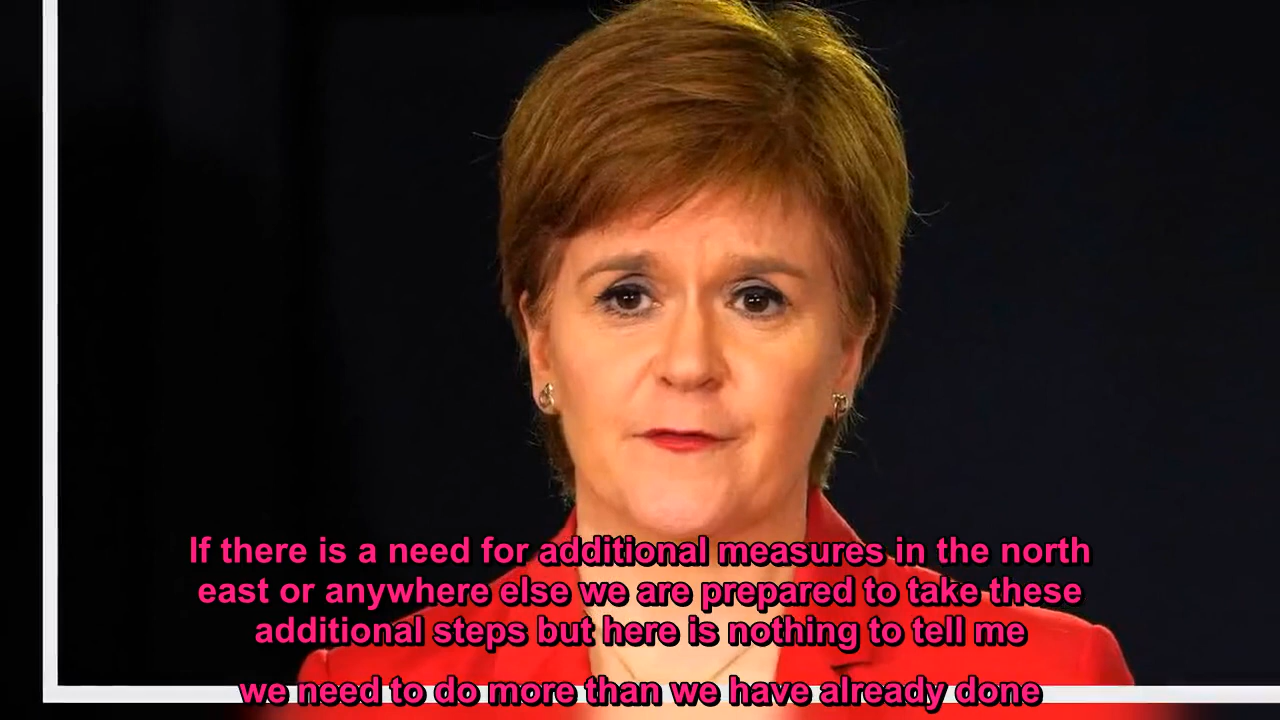 If there is a need for additional measures in the north
east or anywhere else we are prepared to take these
additional steps but here is nothing to tell me
we need to do more than we have already done